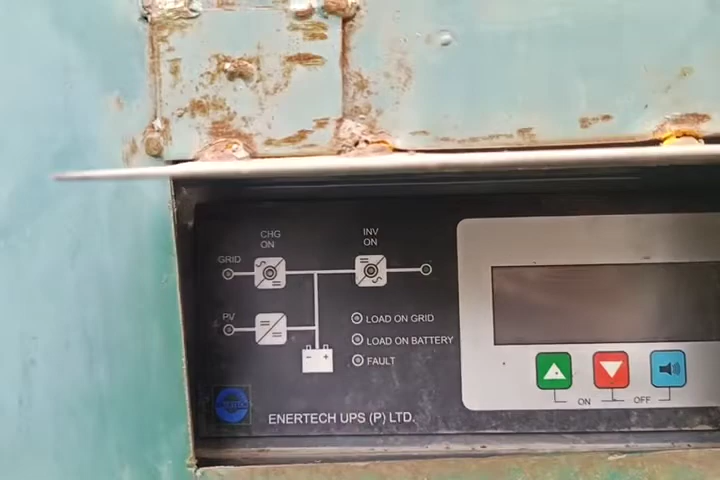 CHG
ON
INV
ON
GRID
PV
LOAD ON GRID
LOAD ON BATTERY
FAULT
ON
OFF
ENERTECH UPS (P) LTD.